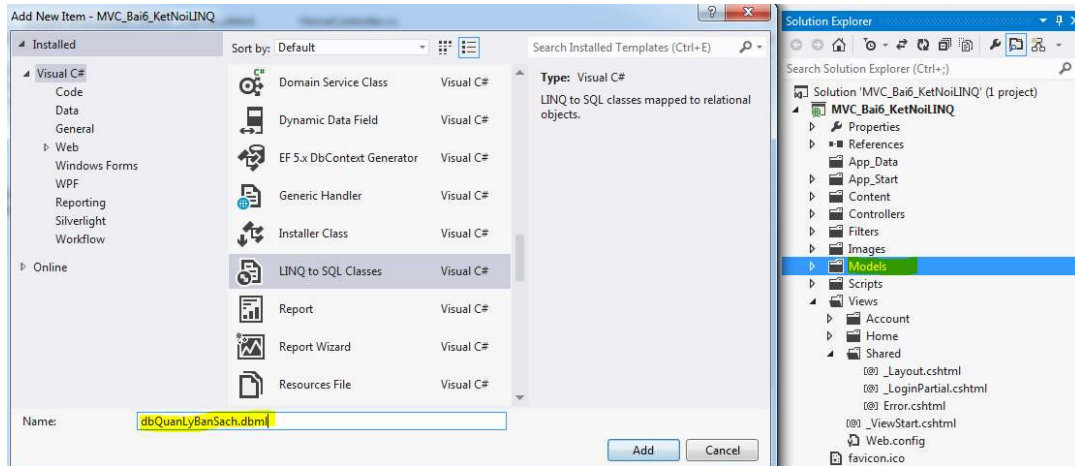 Add New Item - MVC_Bai6_KetNoiLINQ
Installed
Sort by: Default
Search Installed Templates (Ctrl+E)
Visual C#
Code
Data
General
Web
Windows Forms
WPF
Reporting
Silverlight
Workflow
Online
Domain Service Class Visual C#
Dynamic Data Field Visual C#
EF 5.x DbContext Generator Visual C#
Generic Handler Visual C#
Installer Class Visual C#
LINQ to SQL Classes Visual C#
Report Visual C#
Report Wizard Visual C#
Resources File Visual C#
Type: Visual C#
LINQ to SQL classes mapped to relational
objects.
Name: dbQuanLyBanSach.dbml
Add Cancel
Solution Explorer
Search Solution Explorer (Ctrl+;)
Solution 'MVC_Bai6_KetNoiLINQ' (1 project)
MVC_Bai6_KetNoiLINQ
Properties
References
App_Data
App_Start
Content
Controllers
Filters
Images
Models
Scripts
Views
Account
Home
Shared
_Layout.cshtml
_LoginPartial.cshtml
Error.cshtml
_ViewStart.cshtml
Web.config
favicon.ico